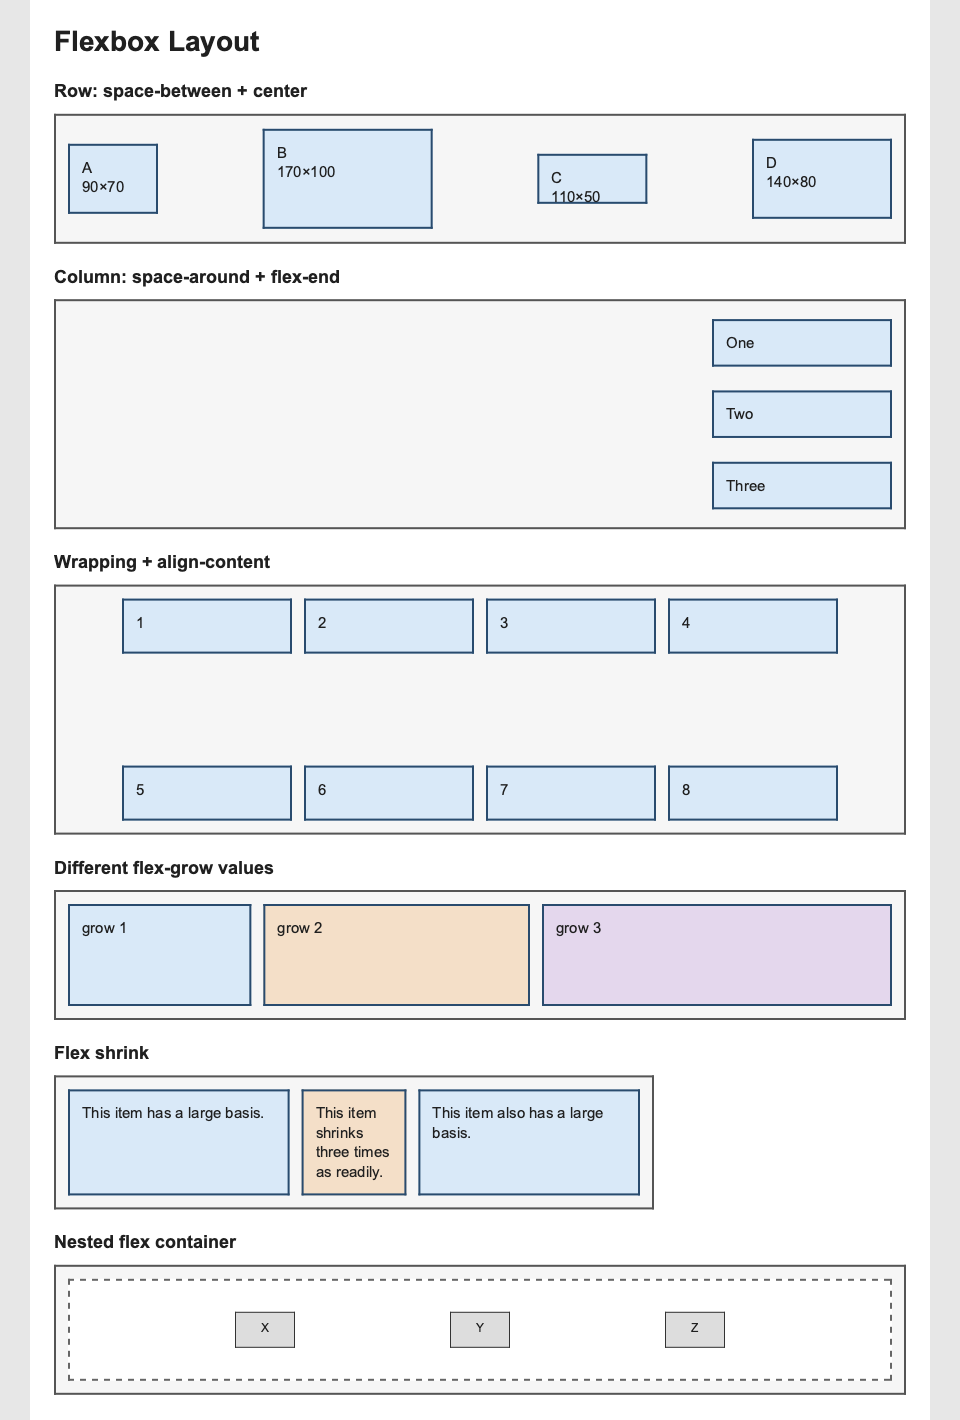 Flexbox Layout
Row: space-between + center
A
90×70
B
170×100
C
110×50
D
140×80
Column: space-around + flex-end
One
Two
Three
Wrapping + align-content
1
2
3
4
5
6
7
8
Different flex-grow values
grow 1
grow 2
grow 3
Flex shrink
This item has a large basis.
This item
shrinks
three times
as readily.
This item also has a large
basis.
Nested flex container
X
Y
Z